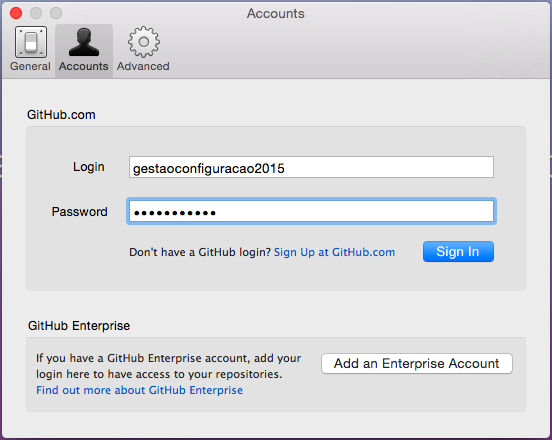 Accounts
General
Accounts
Advanced
GitHub.com
Login
gestaoconfiguracao2015
Password
Don't have a GitHub login? Sign Up at GitHub.com
Sign In
GitHub Enterprise
If you have a GitHub Enterprise account, add your
login here to have access to your repositories.
Find out more about GitHub Enterprise
Add an Enterprise Account